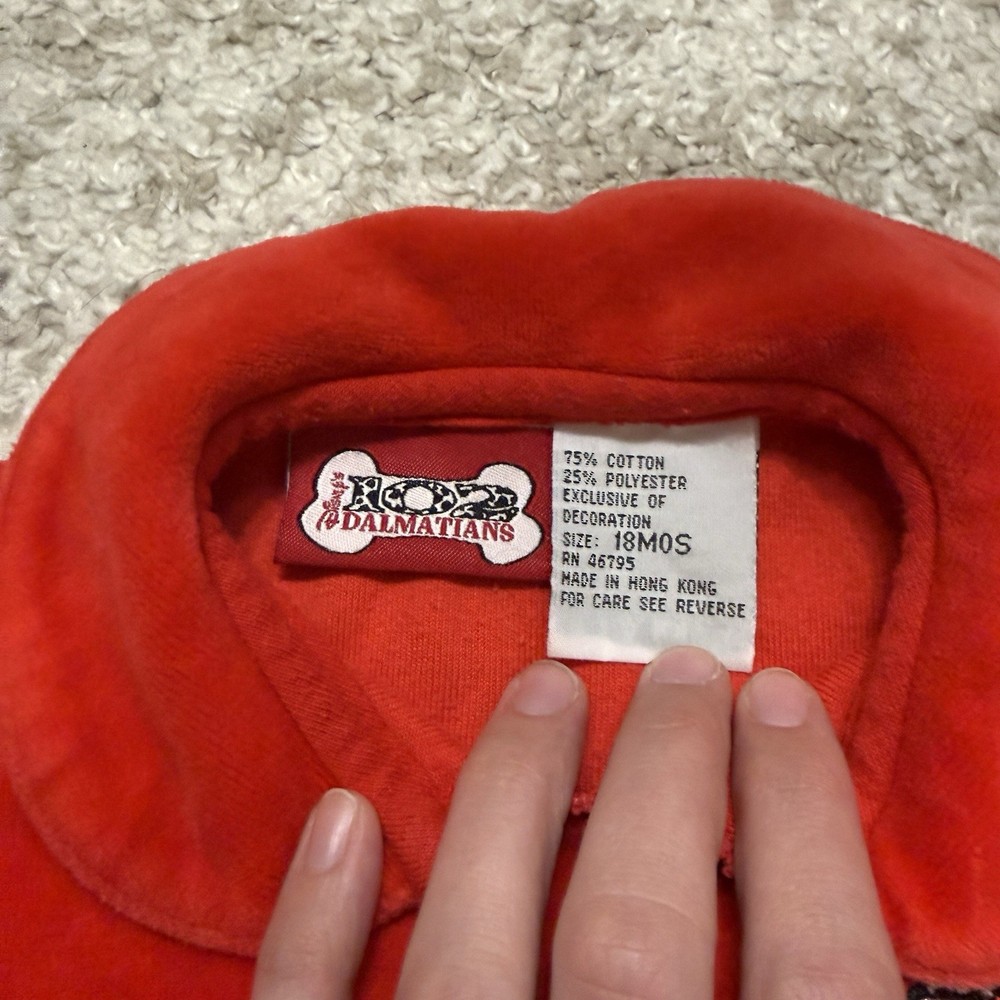 Disney's
102
DALMATIANS
75% COTTON
25% POLYESTER
EXCLUSIVE OF
DECORATION
SIZE: 18MOS
RN 46795
MADE IN HONG KONG
FOR CARE SEE REVERSE